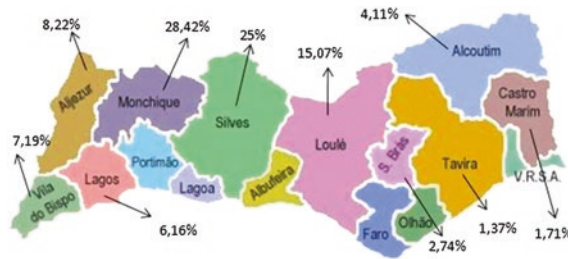 8,22%
28,42%
25%
15,07%
4,11%
Alcoutim
Aljezur
Monchique
Castro
Marim
Silves
7,19%
Loulé
S. Brás
Portimão
Tavira
Lagos
V.R.S.A.
Vila
do Bispo
Lagoa
Albufeira
Olhão
Faro
6,16%
2,74%
1,37%
1,71%